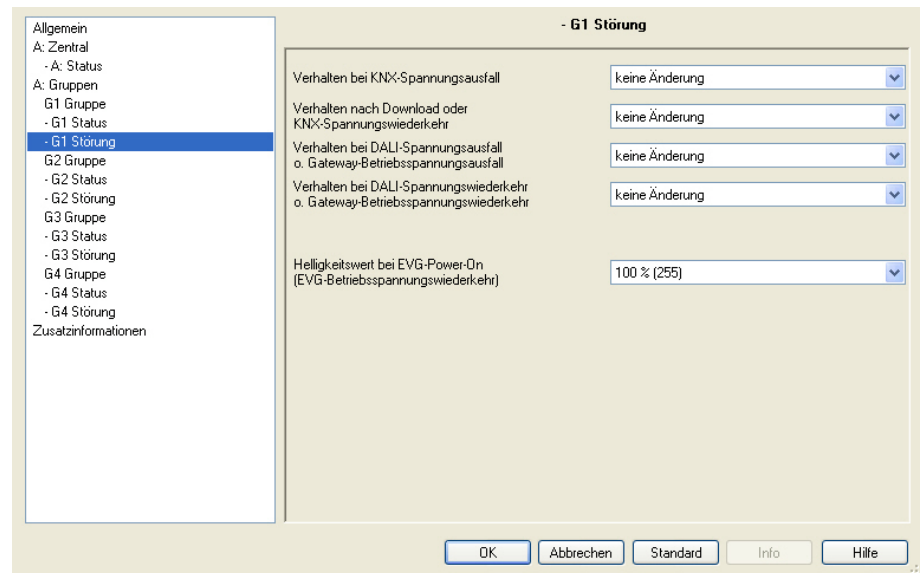 - G1 Störung
Allgemein
A: Zentral
- A: Status
A: Gruppen
G1 Gruppe
- G1 Status
- G1 Störung
G2 Gruppe
- G2 Status
- G2 Störung
G3 Gruppe
- G3 Status
- G3 Störung
G4 Gruppe
- G4 Status
- G4 Störung
Zusatzinformationen
Verhalten bei KNX-Spannungsausfall
keine Änderung
Verhalten nach Download oder
KNX-Spannungswiederkehr
keine Änderung
Verhalten bei DALI-Spannungsausfall
o. Gateway-Betriebsspannungsausfall
keine Änderung
Verhalten bei DALI-Spannungswiederkehr
o. Gateway-Betriebsspannungswiederkehr
keine Änderung
Helligkeitswert bei EVG-Power-On
(EVG-Betriebsspannungswiederkehr)
100 % (255)
OK Abbrechen Standard Info Hilfe